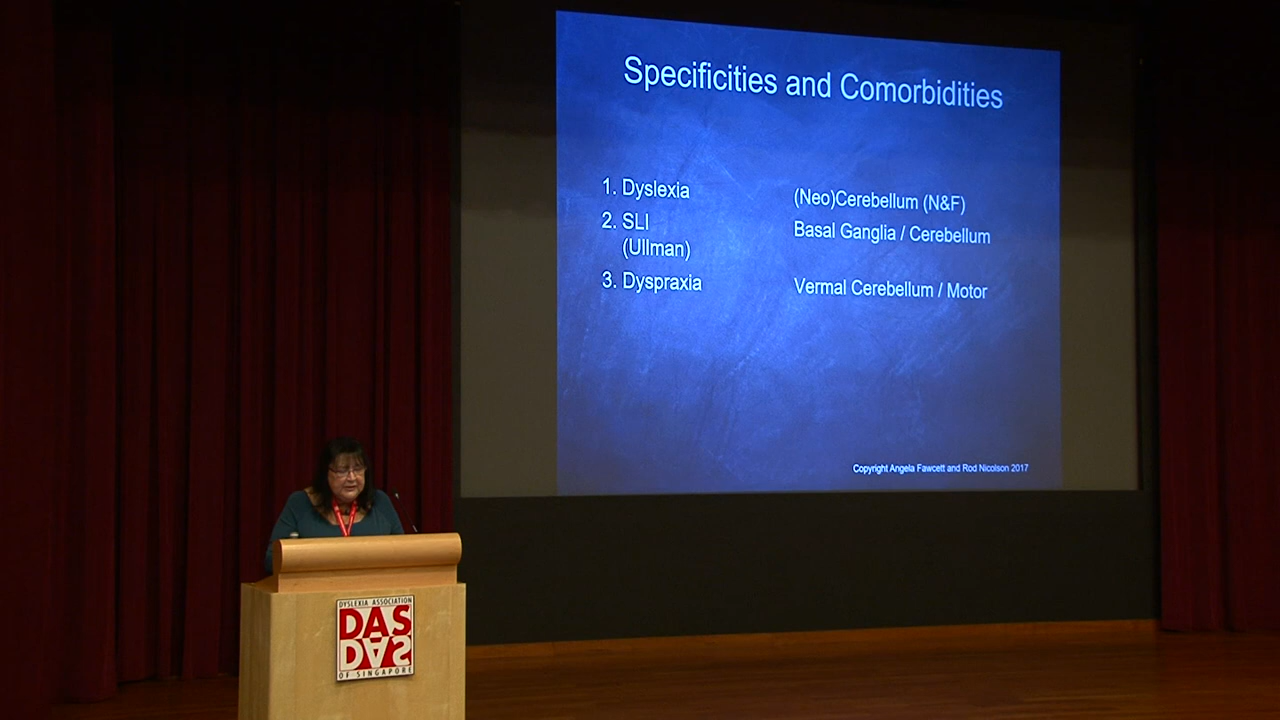 Specificities and Comorbidities
1. Dyslexia (Neo)Cerebellum (N&F)
2. SLI Basal Ganglia / Cerebellum
(Ullman)
3. Dyspraxia Vermal Cerebellum / Motor
Copyright Angela Fawcett and Rod Nicolson 2017
DYSLEXIA ASSOCIATION
DAS
DAS
OF SINGAPORE